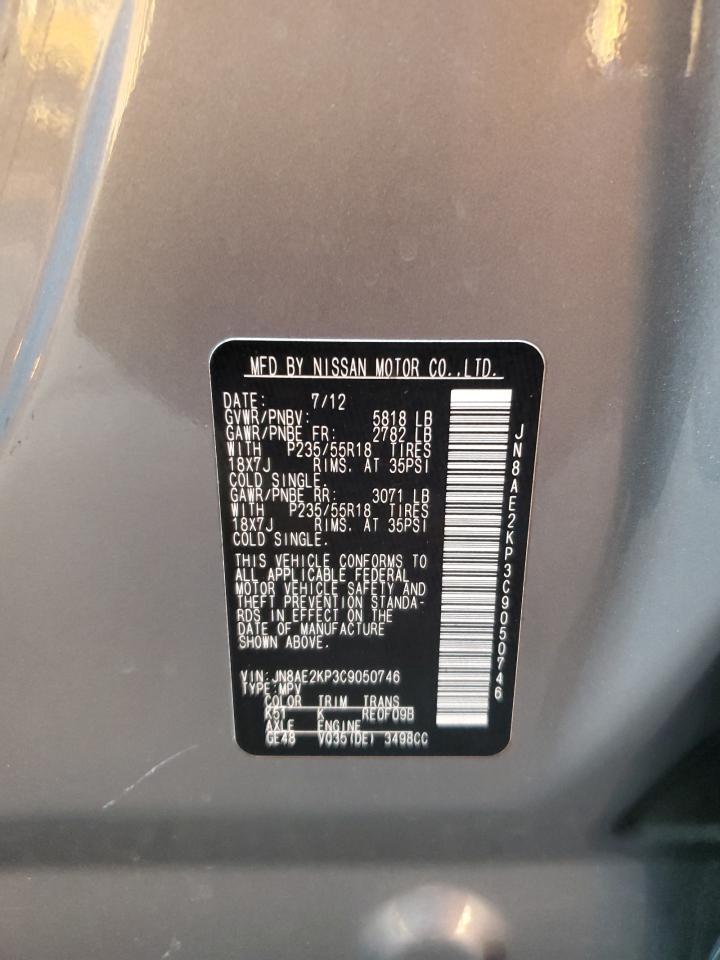 MFD BY NISSAN MOTOR CO.,LTD.
DATE: 7/12
GVWR/PNBV: 5818 LB
GAWR/PNBE FR: 2782 LB
WITH P235/55R18 TIRES
18X7J RIMS. AT 35PSI
COLD SINGLE.
GAWR/PNBE RR: 3071 LB
WITH P235/55R18 TIRES
18X7J RIMS. AT 35PSI
COLD SINGLE.
THIS VEHICLE CONFORMS TO
ALL APPLICABLE FEDERAL
MOTOR VEHICLE SAFETY AND
THEFT PREVENTION STANDA-
RDS IN EFFECT ON THE
DATE OF MANUFACTURE
SHOWN ABOVE.
VIN:JN8AE2KP3C9050746
TYPE:MPV
COLOR TRIM TRANS
K51 K RE0F09B
AXLE ENGINE
GE48 VQ35(DE) 3498CC
JN8AE2KP3C9050746